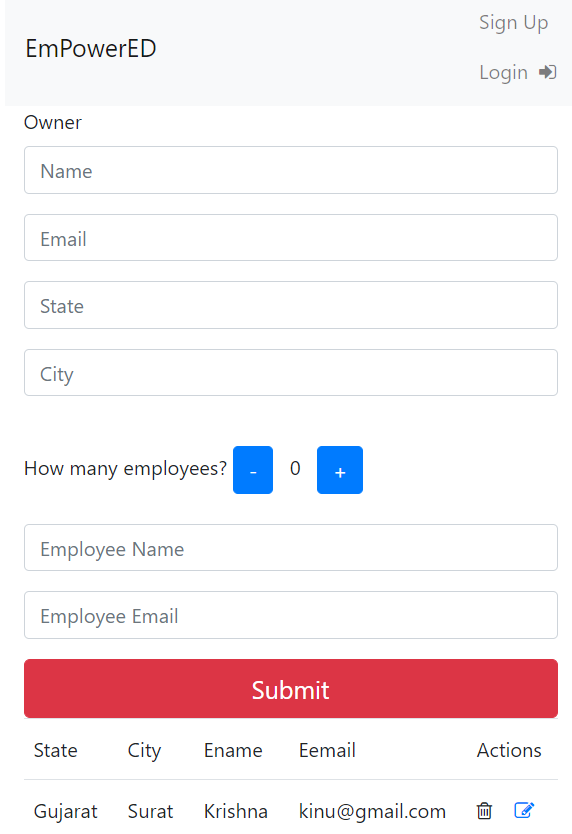 Sign Up
EmPowerED
Login
Owner
Name
Email
State
City
How many employees? - 0 +
Employee Name
Employee Email
Submit
State City Ename Eemail Actions
Gujarat Surat Krishna kinu@gmail.com